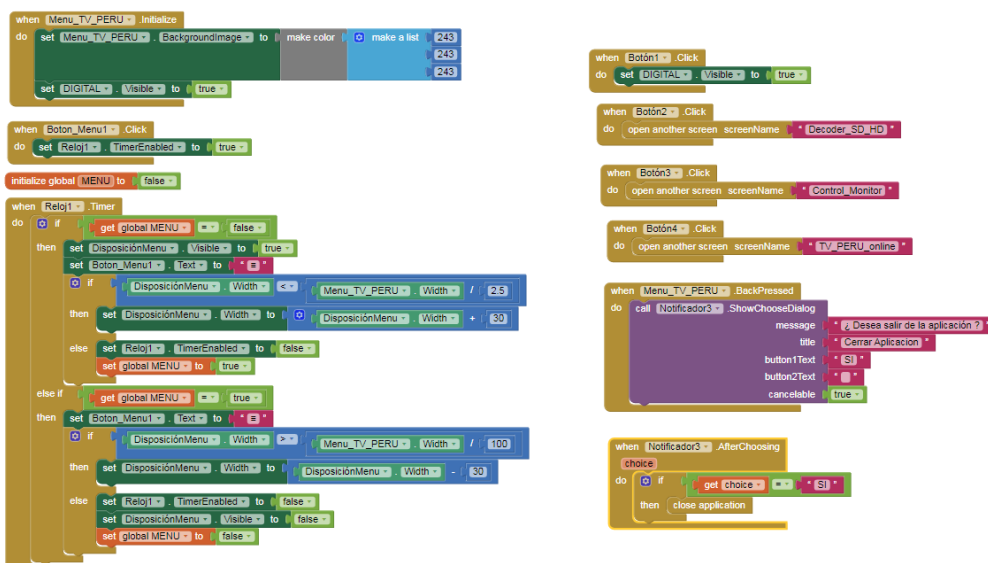 when Menu_TV_PERU .Initialize
do set Menu_TV_PERU . BackgroundImage to make color make a list 243
243
243
set DIGITAL . Visible to true
when Boton_Menu1 .Click
do set Reloj1 . TimerEnabled to true
initialize global MENU to false
when Reloj1 .Timer
do if get global MENU = false
then set DisposiciónMenu . Visible to true
set Boton_Menu1 . Text to " ≡ "
if DisposiciónMenu . Width < Menu_TV_PERU . Width / 2.5
then set DisposiciónMenu . Width to DisposiciónMenu . Width + 30
else set Reloj1 . TimerEnabled to false
set global MENU to true
else if get global MENU = true
then set Boton_Menu1 . Text to " ≡ "
if DisposiciónMenu . Width > Menu_TV_PERU . Width / 100
then set DisposiciónMenu . Width to DisposiciónMenu . Width - 30
else set Reloj1 . TimerEnabled to false
set DisposiciónMenu . Visible to false
set global MENU to false
when Botón1 .Click
do set DIGITAL . Visible to true
when Botón2 .Click
do open another screen screenName " Decoder_SD_HD "
when Botón3 .Click
do open another screen screenName " Control_Monitor "
when Botón4 .Click
do open another screen screenName " TV_PERU_online "
when Menu_TV_PERU .BackPressed
do call Notificador3 .ShowChooseDialog
message " ¿ Desea salir de la aplicación ? "
title " Cerrar Aplicacion "
button1Text " SI "
button2Text " "
cancelable true
when Notificador3 .AfterChoosing
choice
do if get choice = " SI "
then close application